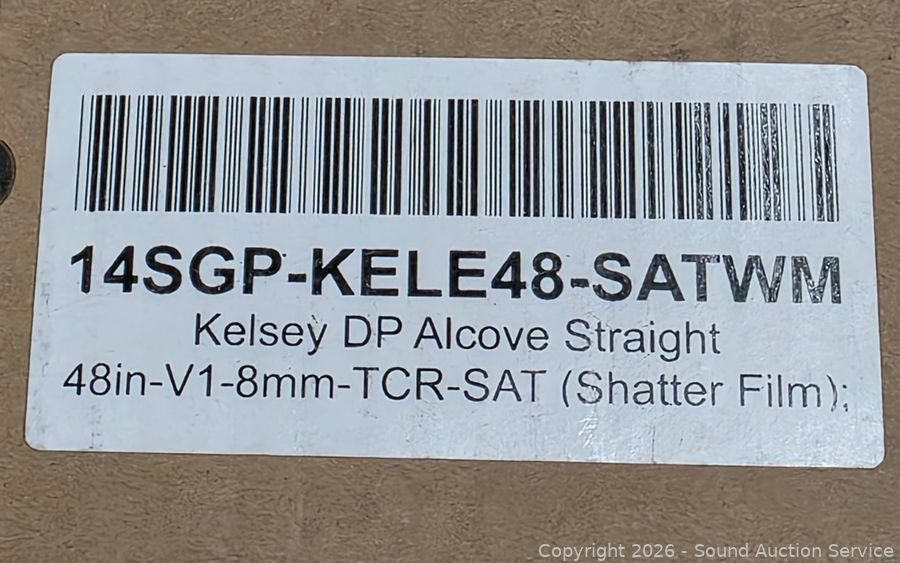 14SGP-KELE48-SATWM
Kelsey DP Alcove Straight
48in-V1-8mm-TCR-SAT (Shatter Film);
Copyright 2026 - Sound Auction Service